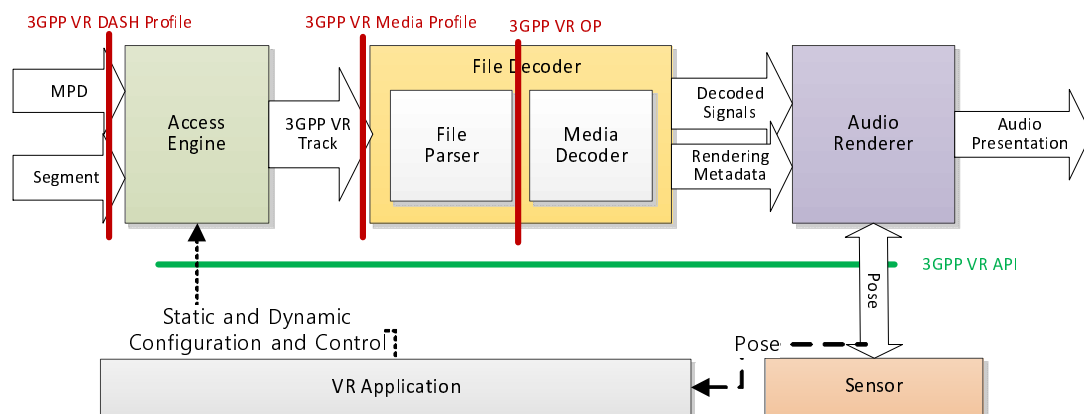 3GPP VR DASH Profile
3GPP VR Media Profile
3GPP VR OP
MPD
Segment
Access
Engine
3GPP VR
Track
File Decoder
File
Parser
Media
Decoder
Decoded
Signals
Rendering
Metadata
Audio
Renderer
Audio
Presentation
3GPP VR API
Pose
Static and Dynamic
Configuration and Control
Pose
VR Application
Sensor